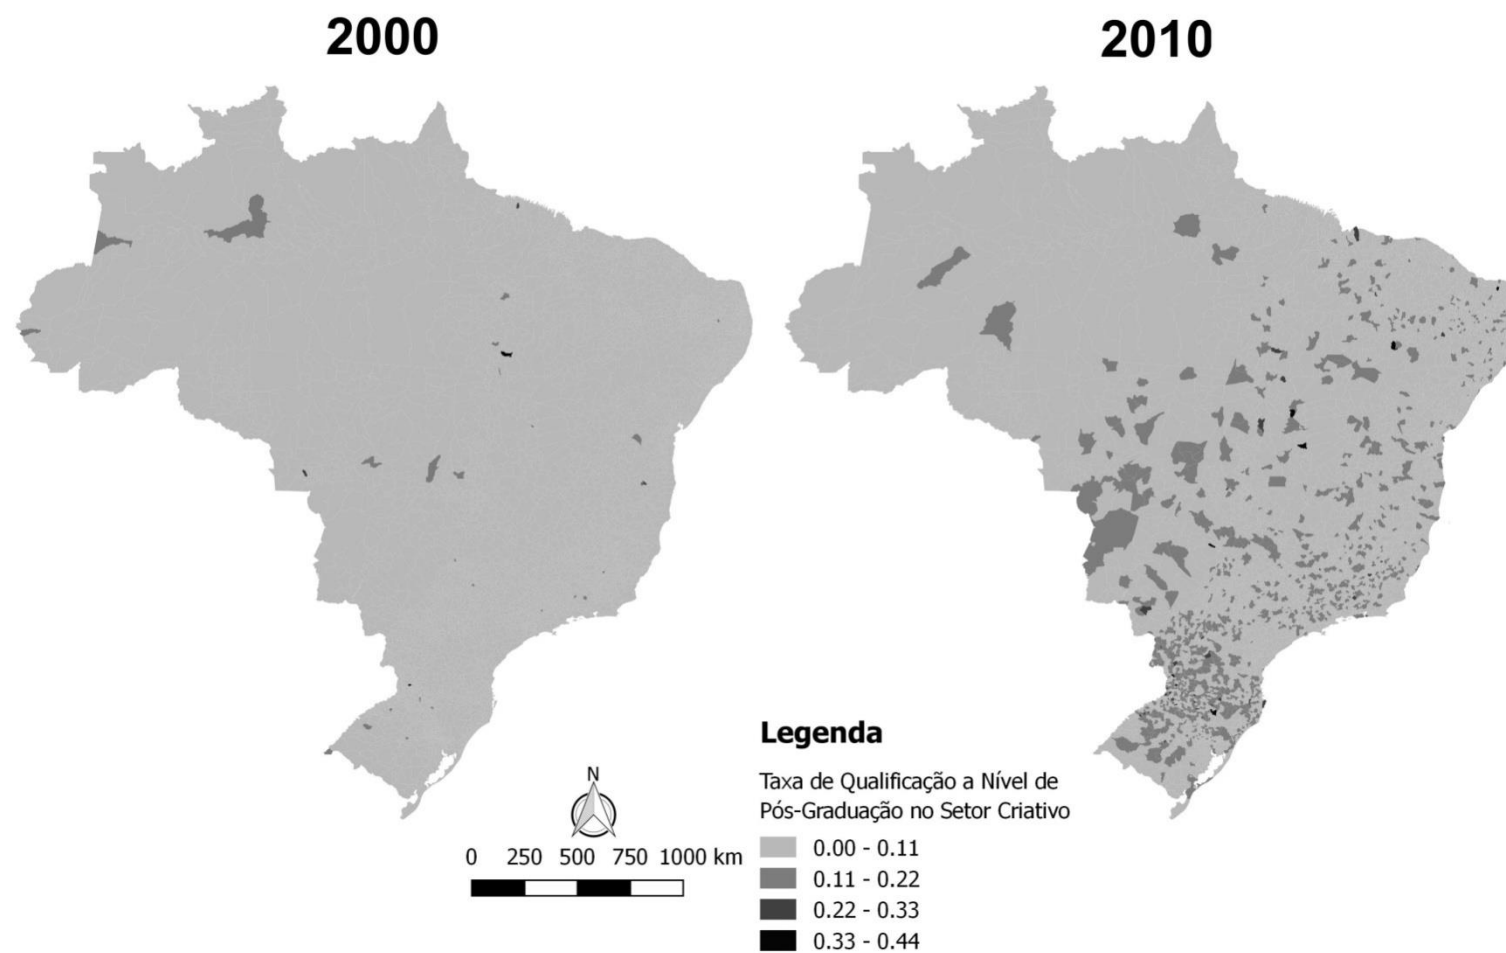 2000
2010
N
0 250 500 750 1000 km
Legenda
Taxa de Qualificação a Nível de
Pós-Graduação no Setor Criativo
0.00 - 0.11
0.11 - 0.22
0.22 - 0.33
0.33 - 0.44